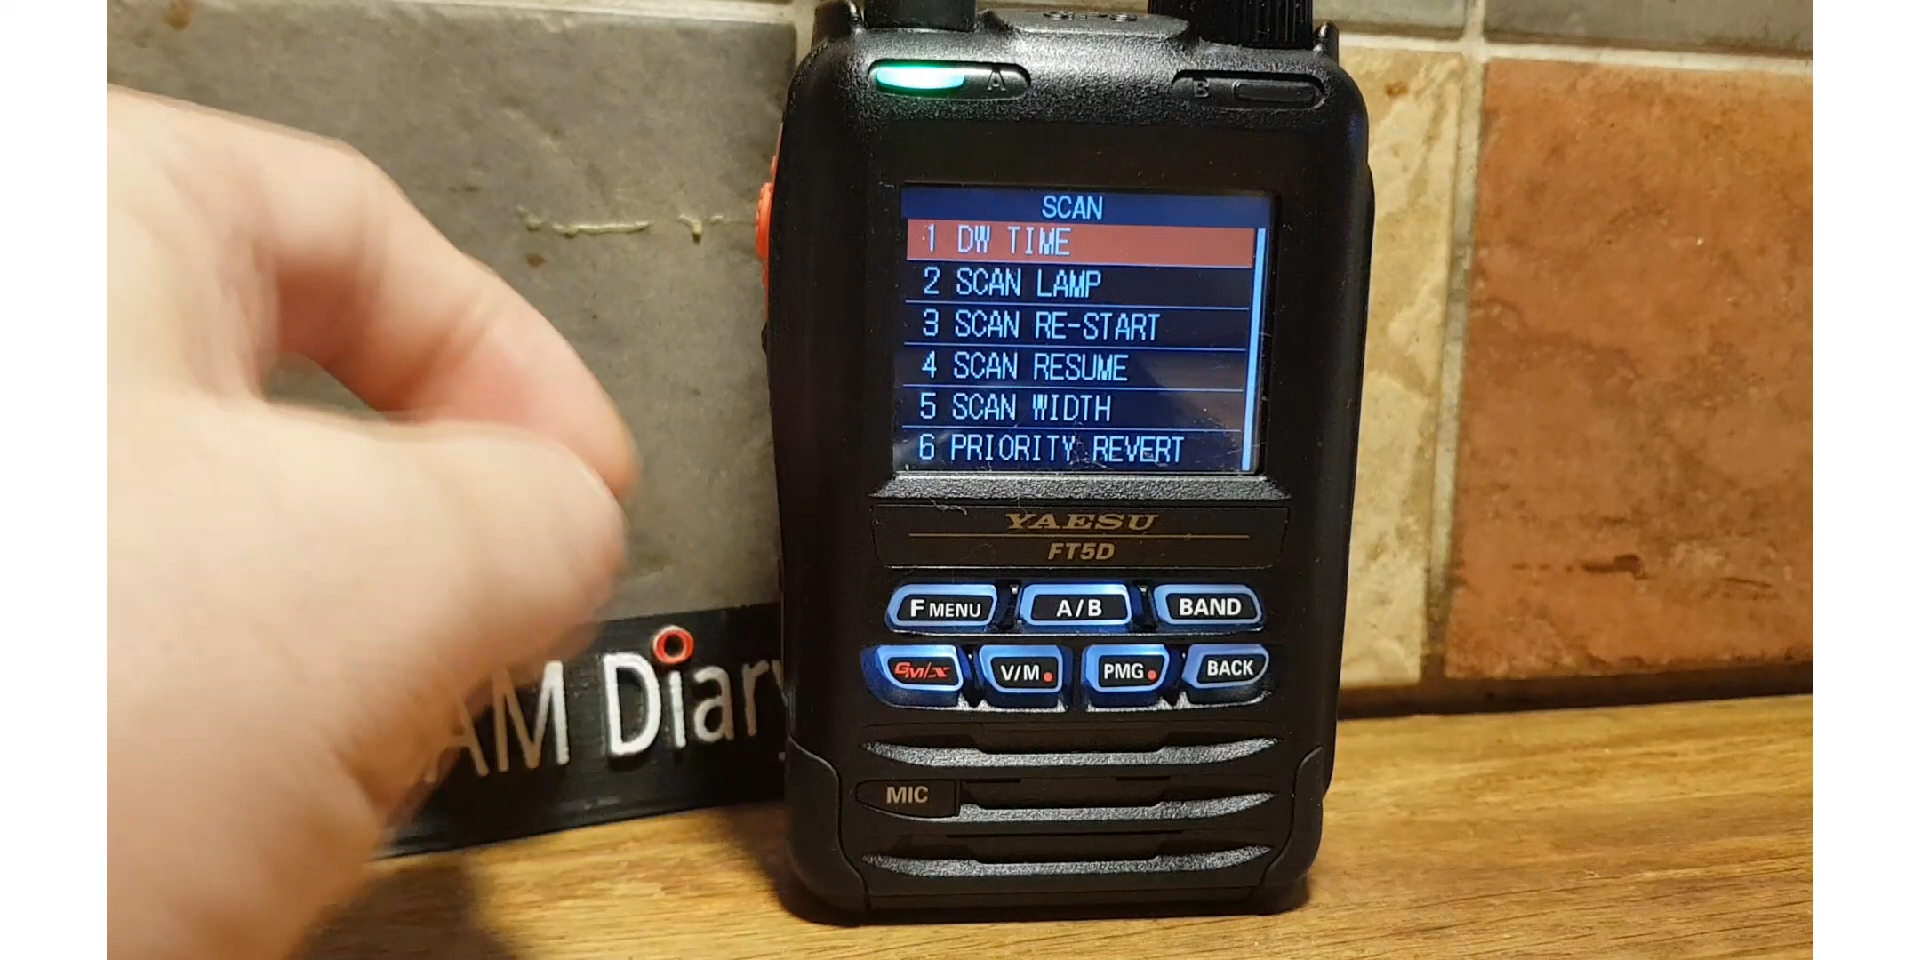 A B
SCAN
1 DW TIME
2 SCAN LAMP
3 SCAN RE-START
4 SCAN RESUME
5 SCAN WIDTH
6 PRIORITY REVERT
YAESU
FT5D
F MENU A/B BAND
GM/X V/M PMG BACK
AM Diary
MIC